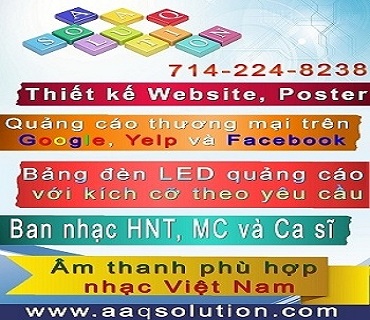 AAQ
SOLUTION
714-224-8238
Thiết kế Website, Poster
Quảng cáo thương mại trên
Google, Yelp và Facebook
Bảng đèn LED quảng cáo
với kích cỡ theo yêu cầu
Ban nhạc HNT, MC và Ca sĩ
Âm thanh phù hợp
nhạc Việt Nam
www.aaqsolution.com